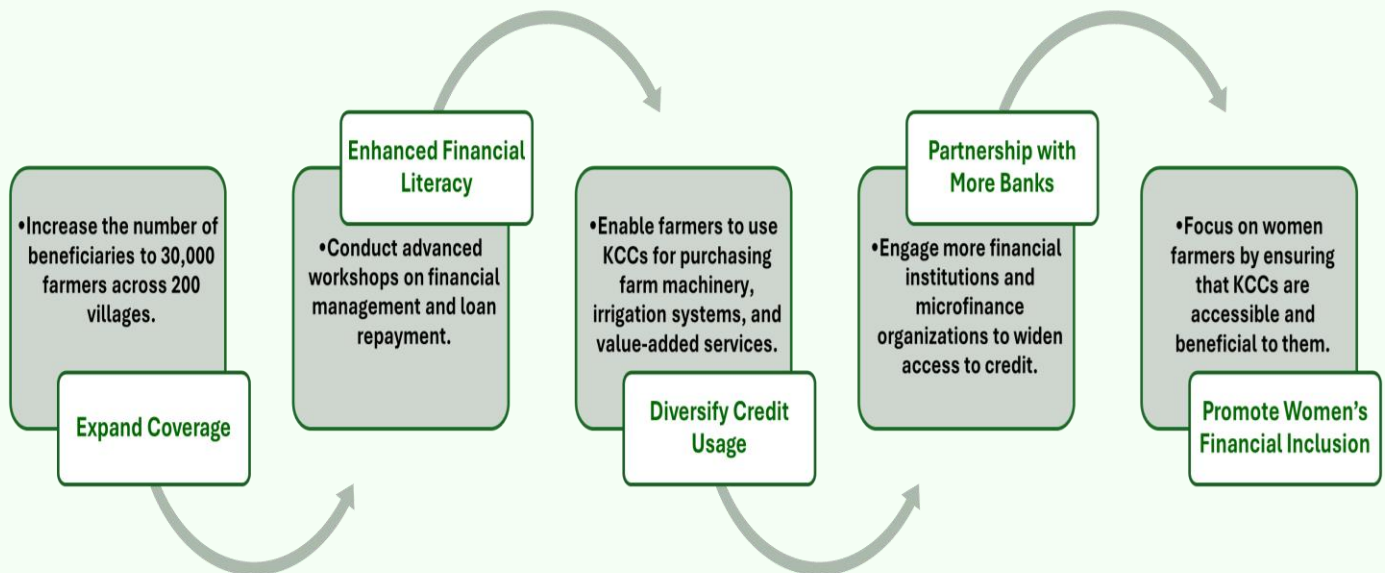 •Increase the number of
beneficiaries to 30,000
farmers across 200
villages.
Expand Coverage
Enhanced Financial
Literacy
•Conduct advanced
workshops on financial
management and loan
repayment.
•Enable farmers to use
KCCs for purchasing
farm machinery,
irrigation systems, and
value-added services.
Diversify Credit
Usage
Partnership with
More Banks
•Engage more financial
institutions and
microfinance
organizations to widen
access to credit.
•Focus on women
farmers by ensuring
that KCCs are
accessible and
beneficial to them.
Promote Women’s
Financial Inclusion